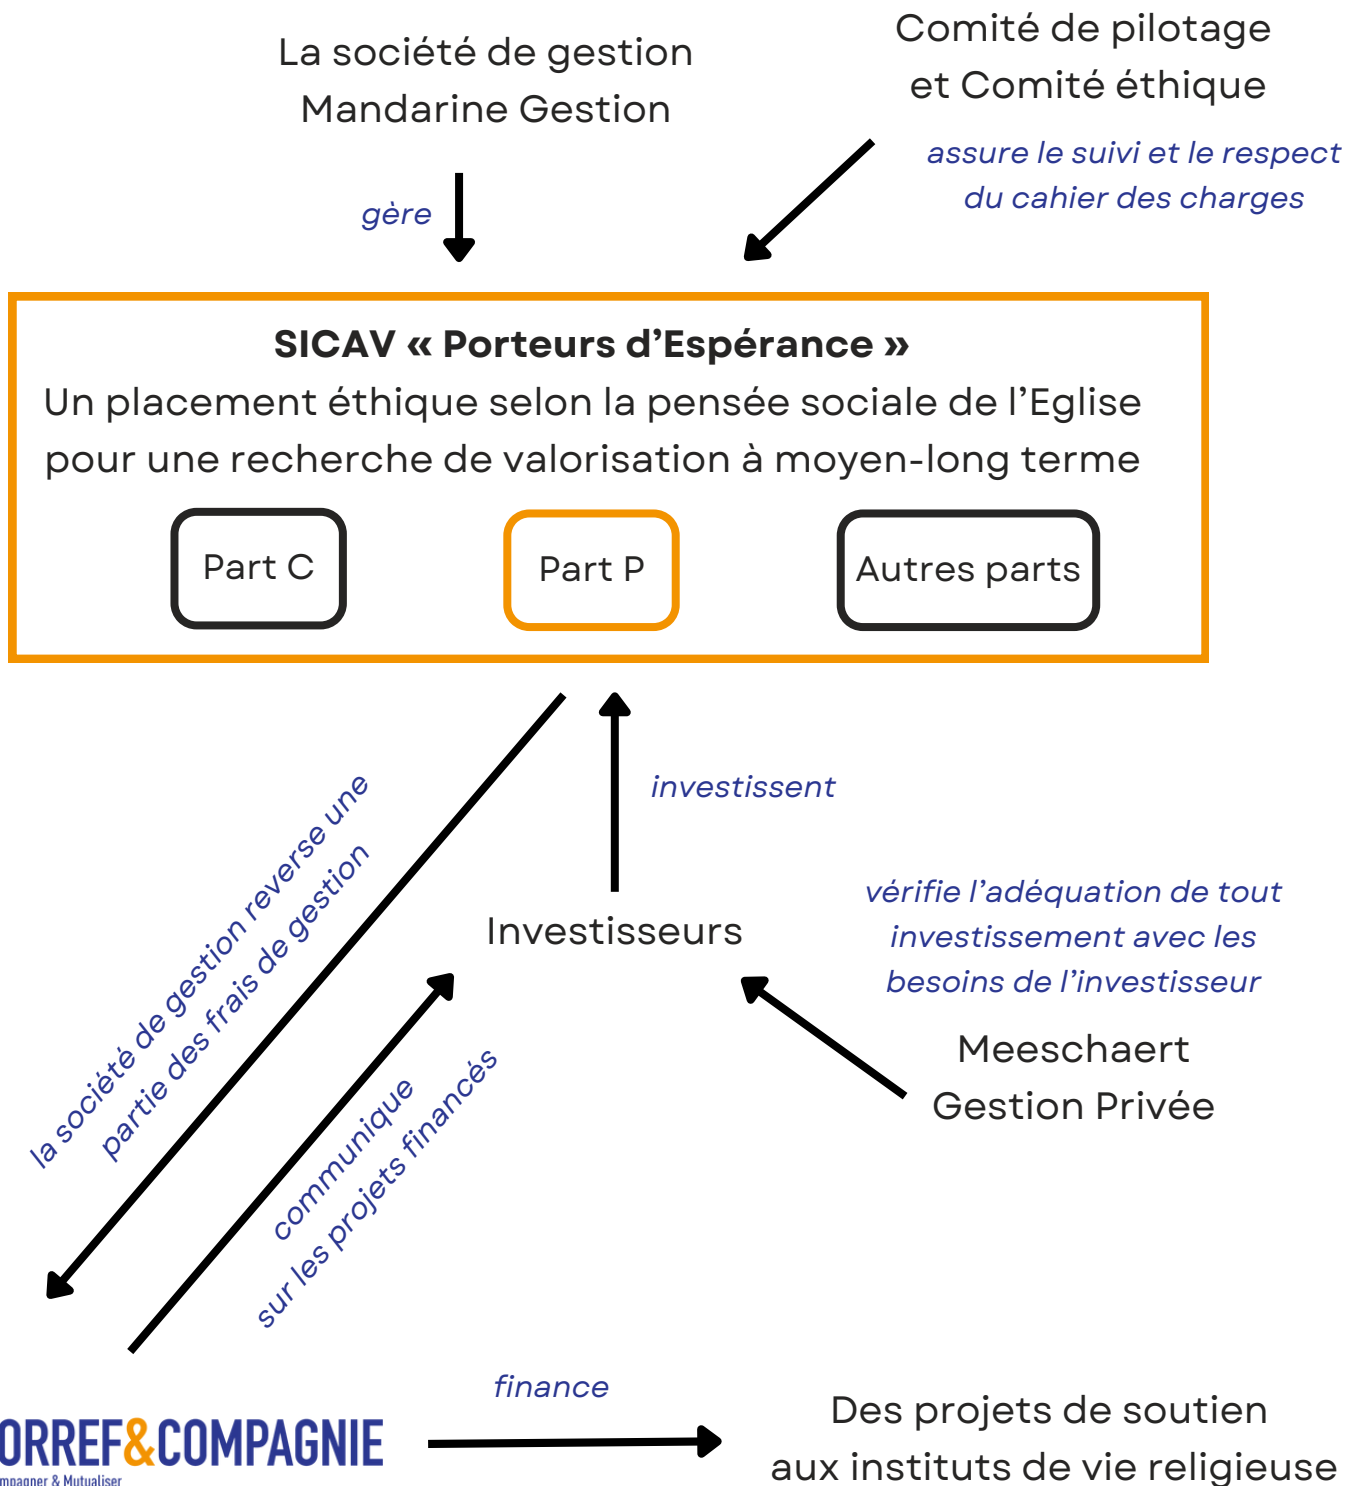 La société de gestion
Mandarine Gestion
Comité de pilotage
et Comité éthique
assure le suivi et le respect
du cahier des charges
gère
SICAV « Porteurs d’Espérance »
Un placement éthique selon la pensée sociale de l’Eglise
pour une recherche de valorisation à moyen-long terme
Part C
Part P
Autres parts
la société de gestion reverse une
partie des frais de gestion
investissent
Investisseurs
vérifie l’adéquation de tout
investissement avec les
besoins de l’investisseur
Meeschaert
Gestion Privée
communique
sur les projets financés
ORREF&COMPAGNIE
mpagner & Mutualiser
finance
Des projets de soutien
aux instituts de vie religieuse